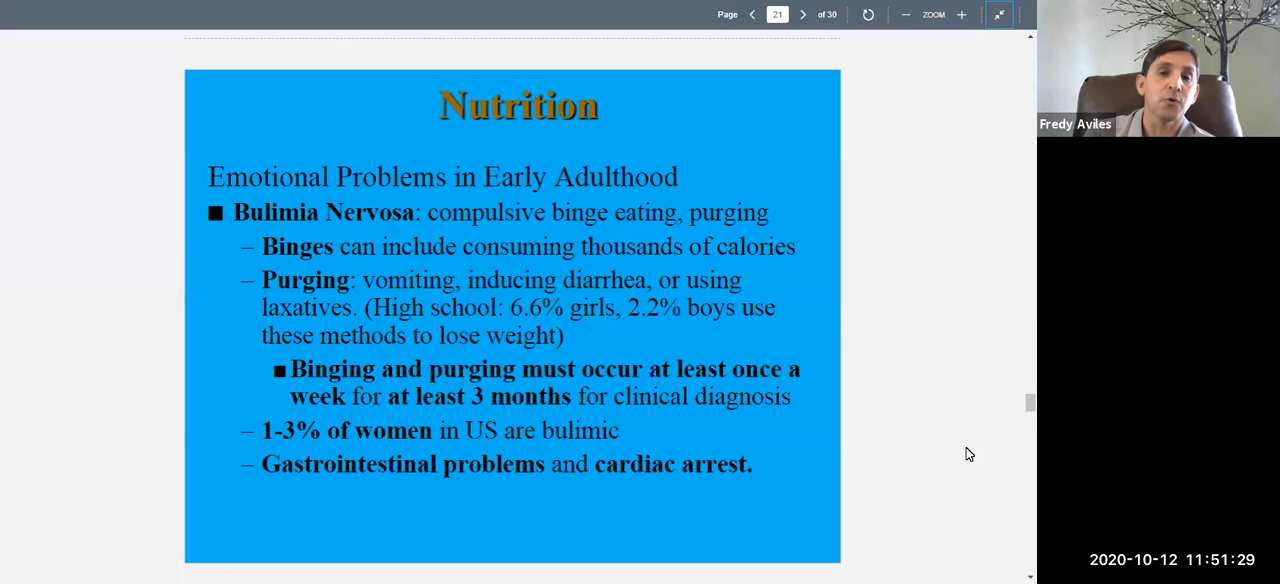 Page 21 of 30 ZOOM
Nutrition
Fredy Aviles
Emotional Problems in Early Adulthood
■ Bulimia Nervosa: compulsive binge eating, purging
– Binges can include consuming thousands of calories
– Purging: vomiting, inducing diarrhea, or using
laxatives. (High school: 6.6% girls, 2.2% boys use
these methods to lose weight)
■ Binging and purging must occur at least once a
week for at least 3 months for clinical diagnosis
– 1-3% of women in US are bulimic
– Gastrointestinal problems and cardiac arrest.
2020-10-12 11:51:29